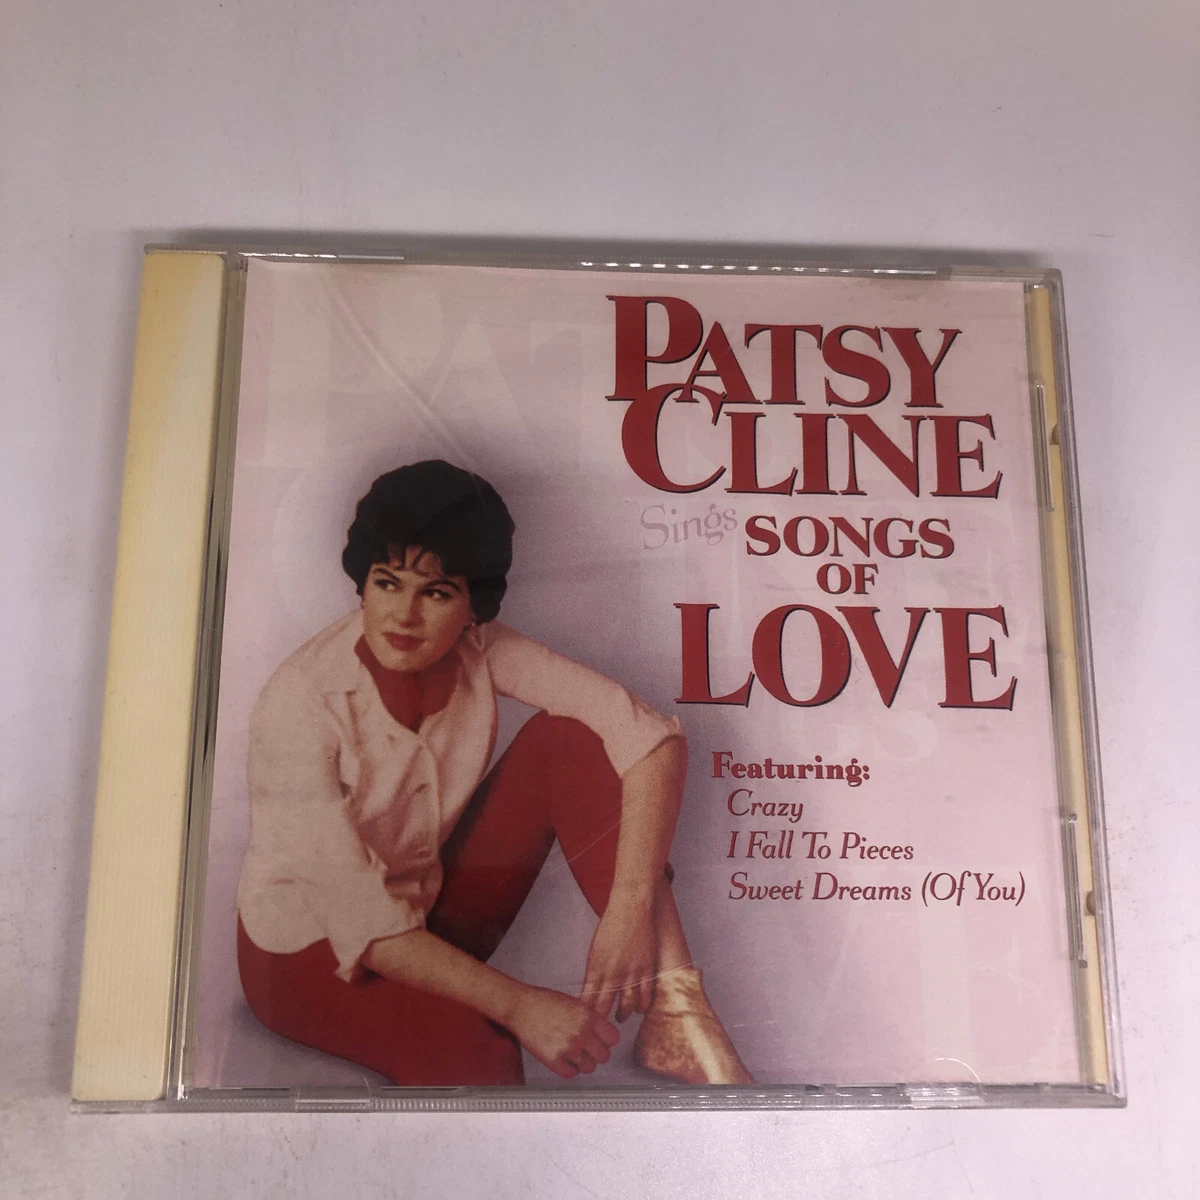 PATSY
CLINE
Sings SONGS
OF
LOVE
Featuring:
Crazy
I Fall To Pieces
Sweet Dreams (Of You)